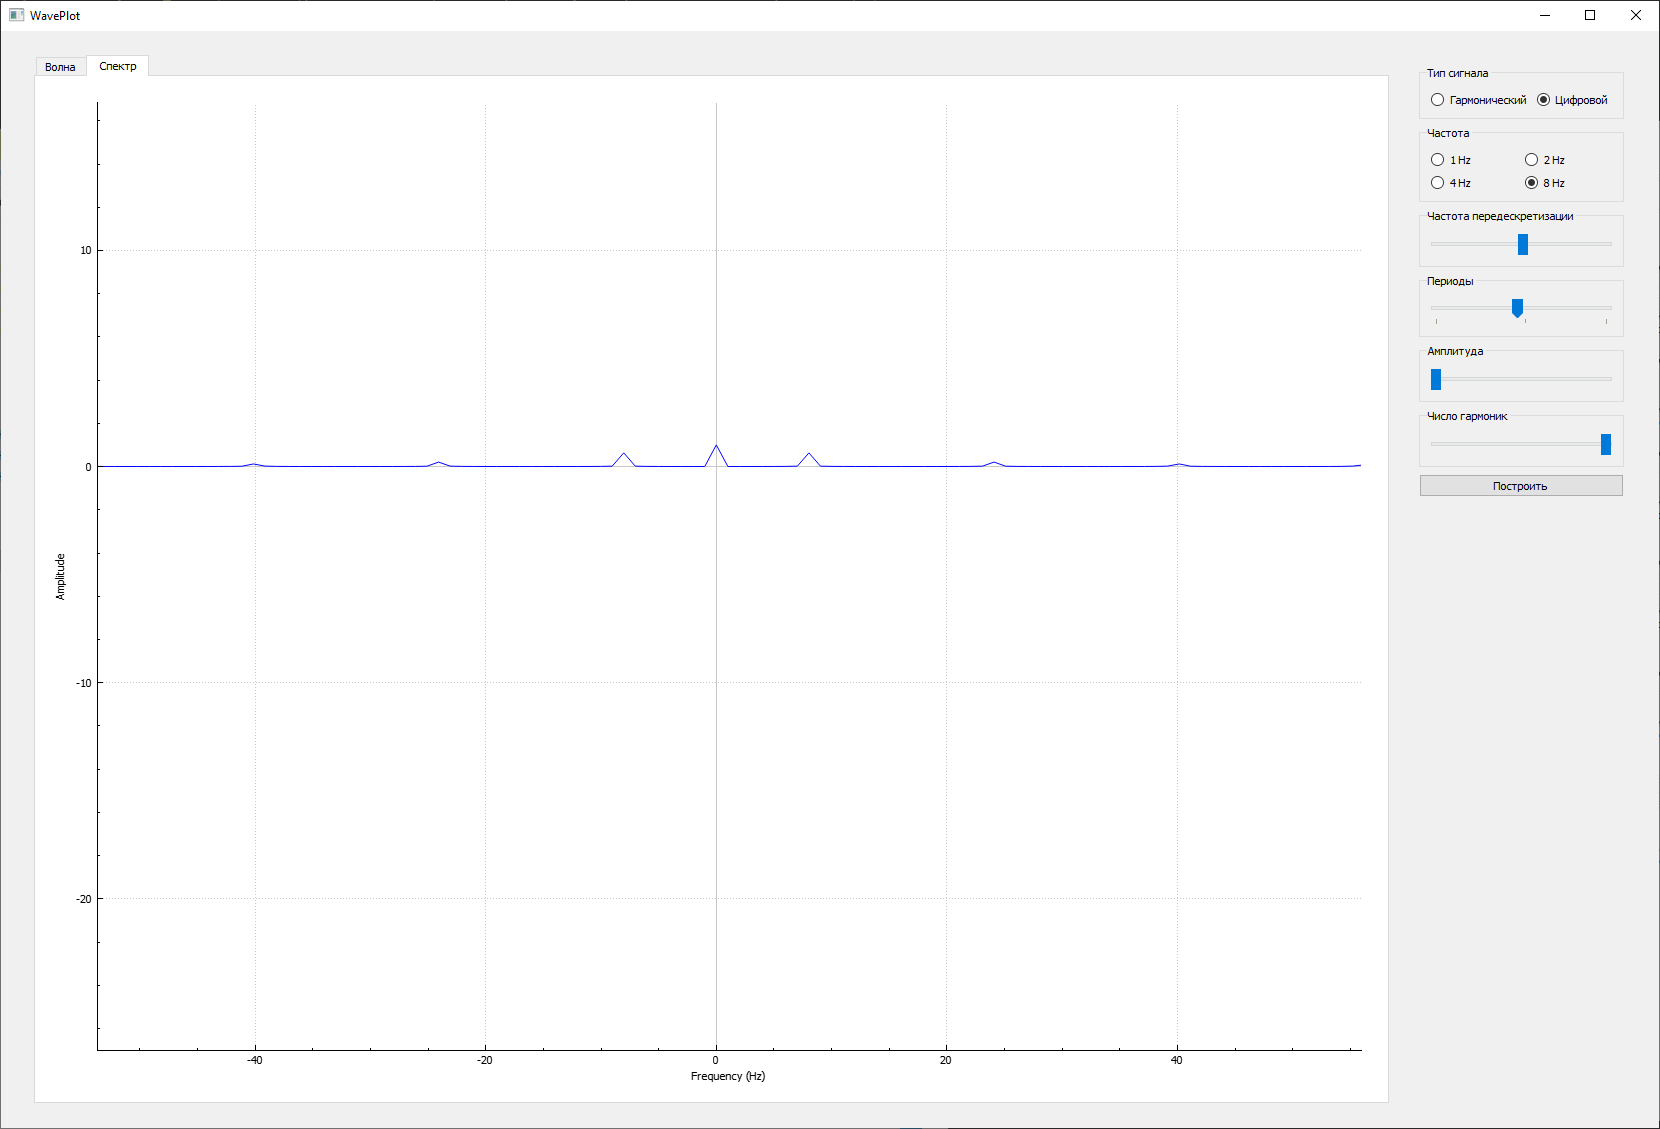 WavePlot
Волна
Спектр
Тип сигнала
Гармонический
Цифровой
Частота
1 Hz
2 Hz
4 Hz
8 Hz
Частота передескретизации
Периоды
Амплитуда
Число гармоник
Построить
10
0
-10
-20
Amplitude
-40
-20
0
20
40
Frequency (Hz)